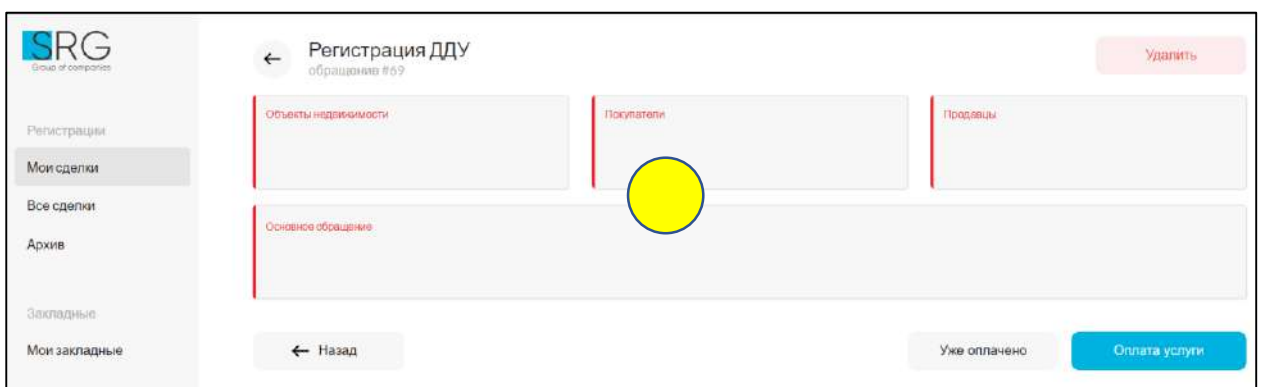 SRG
Group of companies
Регистрации
Мои сделки
Все сделки
Архив
Закладные
Мои закладные
Регистрация ДДУ
обращение #69
Удалить
Объекты недвижимости
Покупатели
Продавцы
Основное обращение
← Назад
Уже оплачено
Оплата услуги